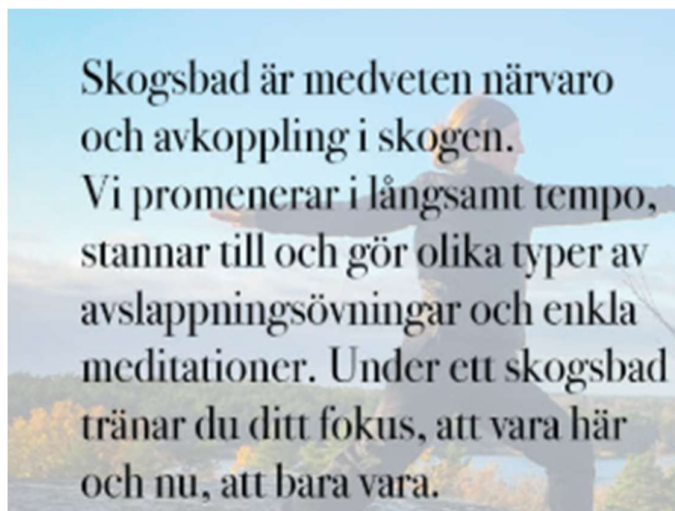 Skogsbad är medveten närvaro
och avkoppling i skogen.
Vi promenerar i långsamt tempo,
stannar till och gör olika typer av
avslappningsövningar och enkla
meditationer. Under ett skogsbad
tränar du ditt fokus, att vara här
och nu, att bara vara.